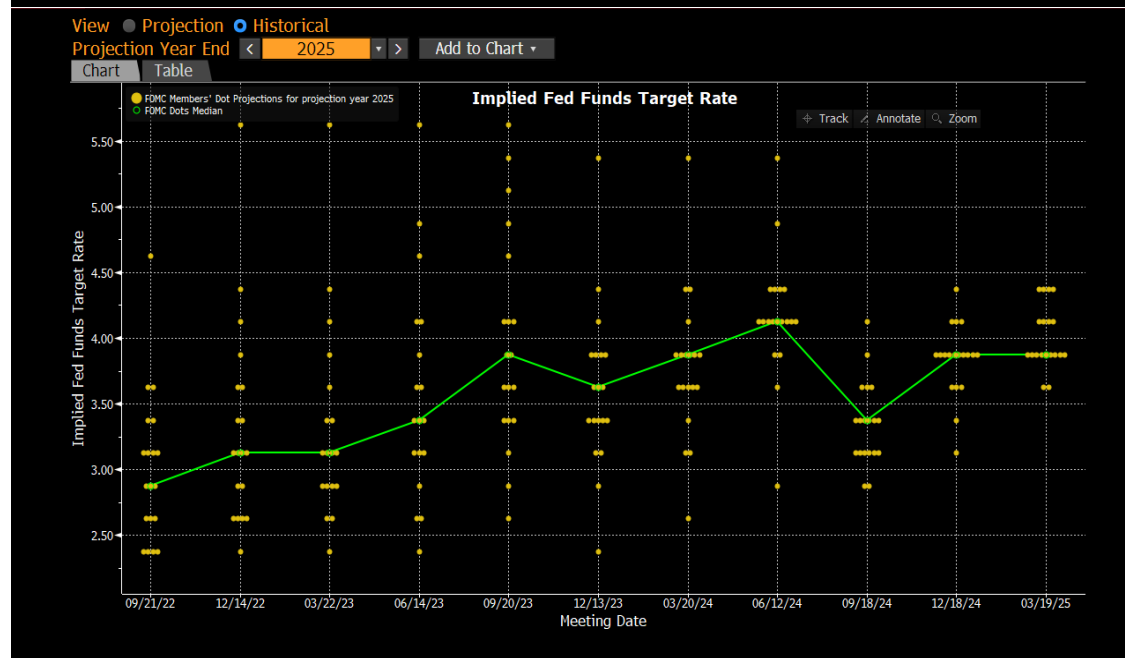 View Projection Historical
Projection Year End < 2025 >
Add to Chart
Chart Table
FOMC Members' Dot Projections for projection year 2025
FOMC Dots Median
Implied Fed Funds Target Rate
Track Annotate Zoom
Implied Fed Funds Target Rate
5.50
5.00
4.50
4.00
3.50
3.00
2.50
09/21/22 12/14/22 03/22/23 06/14/23 09/20/23 12/13/23 03/20/24 06/12/24 09/18/24 12/18/24 03/19/25
Meeting Date